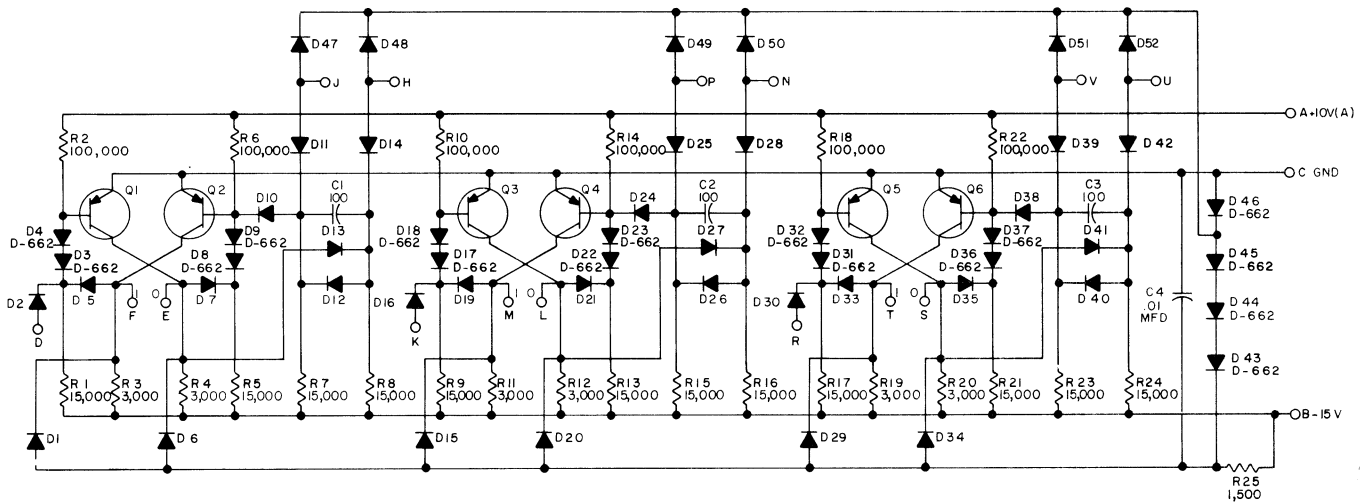 D47
D48
D49
D50
D51
D52
J
H
P
N
V
U
A+10V(A)
R2
100,000
R6
100,000
D11
D14
R10
100,000
R14
100,000
D25
D28
R18
100,000
R22
100,000
D39
D42
C GND
Q1
Q2
D10
C1
100
Q3
Q4
D24
C2
100
Q5
Q6
D38
C3
100
D46
D-662
D4
D-662
D3
D-662
D8
D-662
D9
D-662
D13
D18
D-662
D17
D-662
D22
D-662
D23
D-662
D27
D32
D-662
D31
D-662
D36
D-662
D37
D-662
D41
D45
D-662
D2
D5
1
F
0
E
D7
D12
D16
D19
1
M
0
L
D21
D26
D30
D33
1
T
0
S
D35
D40
C4
.01
MFD
D44
D-662
D
K
R
D43
D-662
R1
15,000
R3
3,000
R4
3,000
R5
15,000
R7
15,000
R8
15,000
R9
15,000
R11
3,000
R12
3,000
R13
15,000
R15
15,000
R16
15,000
R17
15,000
R19
3,000
R20
3,000
R21
15,000
R23
15,000
R24
15,000
B-15V
D1
D6
D15
D20
D29
D34
R25
1,500